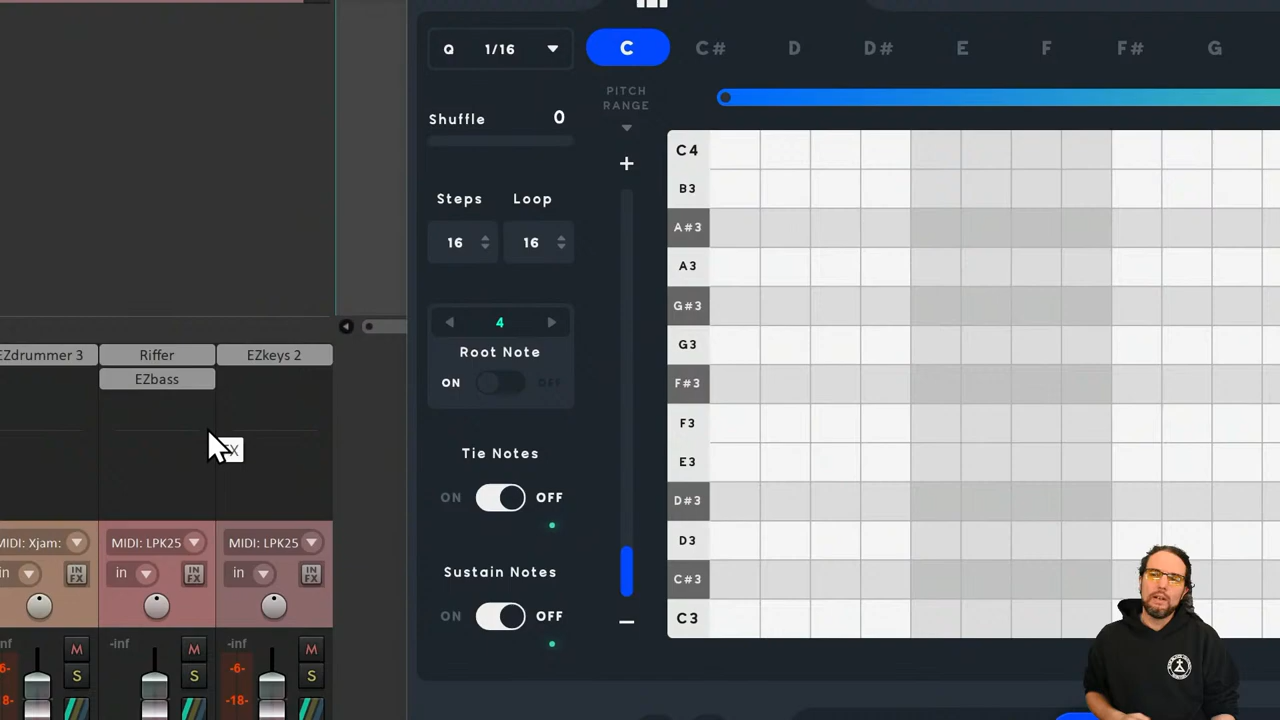 Q 1/16
C C# D D# E F F# G
PITCH
RANGE
Shuffle 0
+
Steps Loop
16 16
4
Root Note
ON OFF
Tie Notes
ON OFF
Sustain Notes
ON OFF
C4
B3
A#3
A3
G#3
G3
F#3
F3
E3
D#3
D3
C#3
C3
EZdrummer 3 Riffer EZkeys 2
EZbass
MIDI: Xjam: MIDI: LPK25 MIDI: LPK25
in in in
IN
FX
IN
FX
IN
FX
-inf -inf
M M M
-6- -6-
S S S
-18-